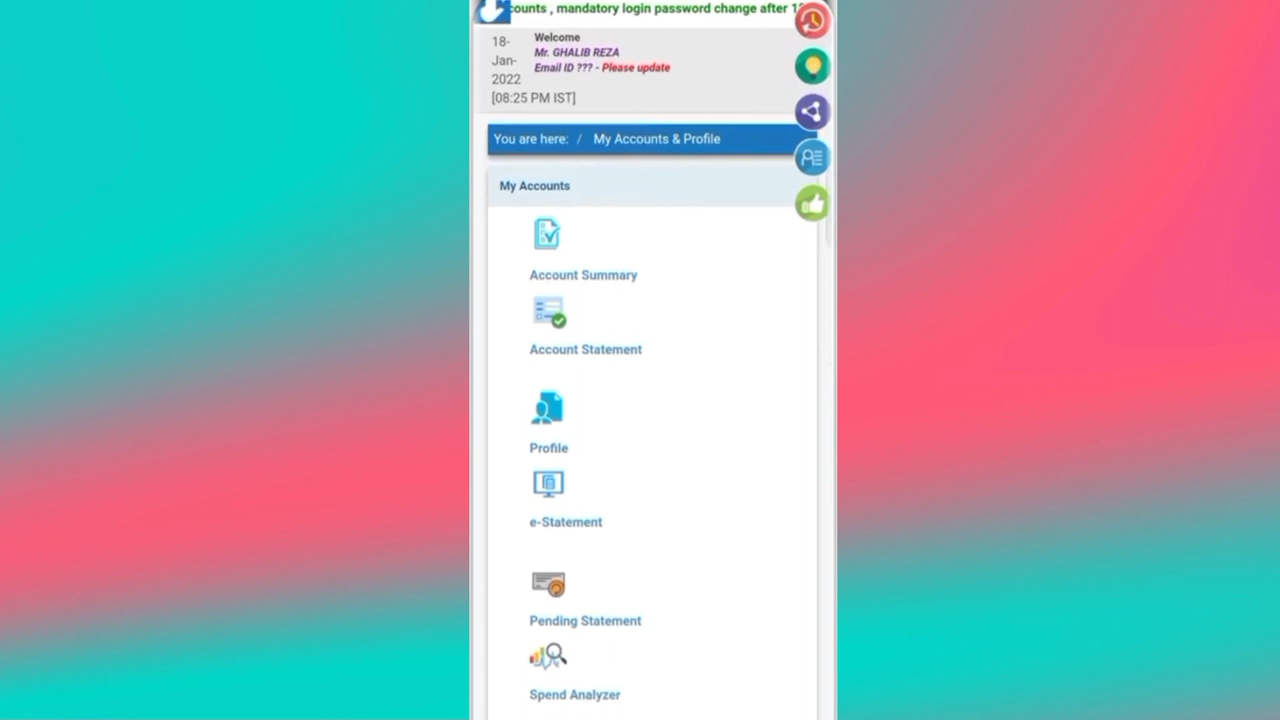 counts , mandatory login password change after 1
18-
Jan-
2022
[08:25 PM IST]
Welcome
Mr. GHALIB REZA
Email ID ??? - Please update
You are here: / My Accounts & Profile
My Accounts
Account Summary
Account Statement
Profile
e-Statement
Pending Statement
Spend Analyzer